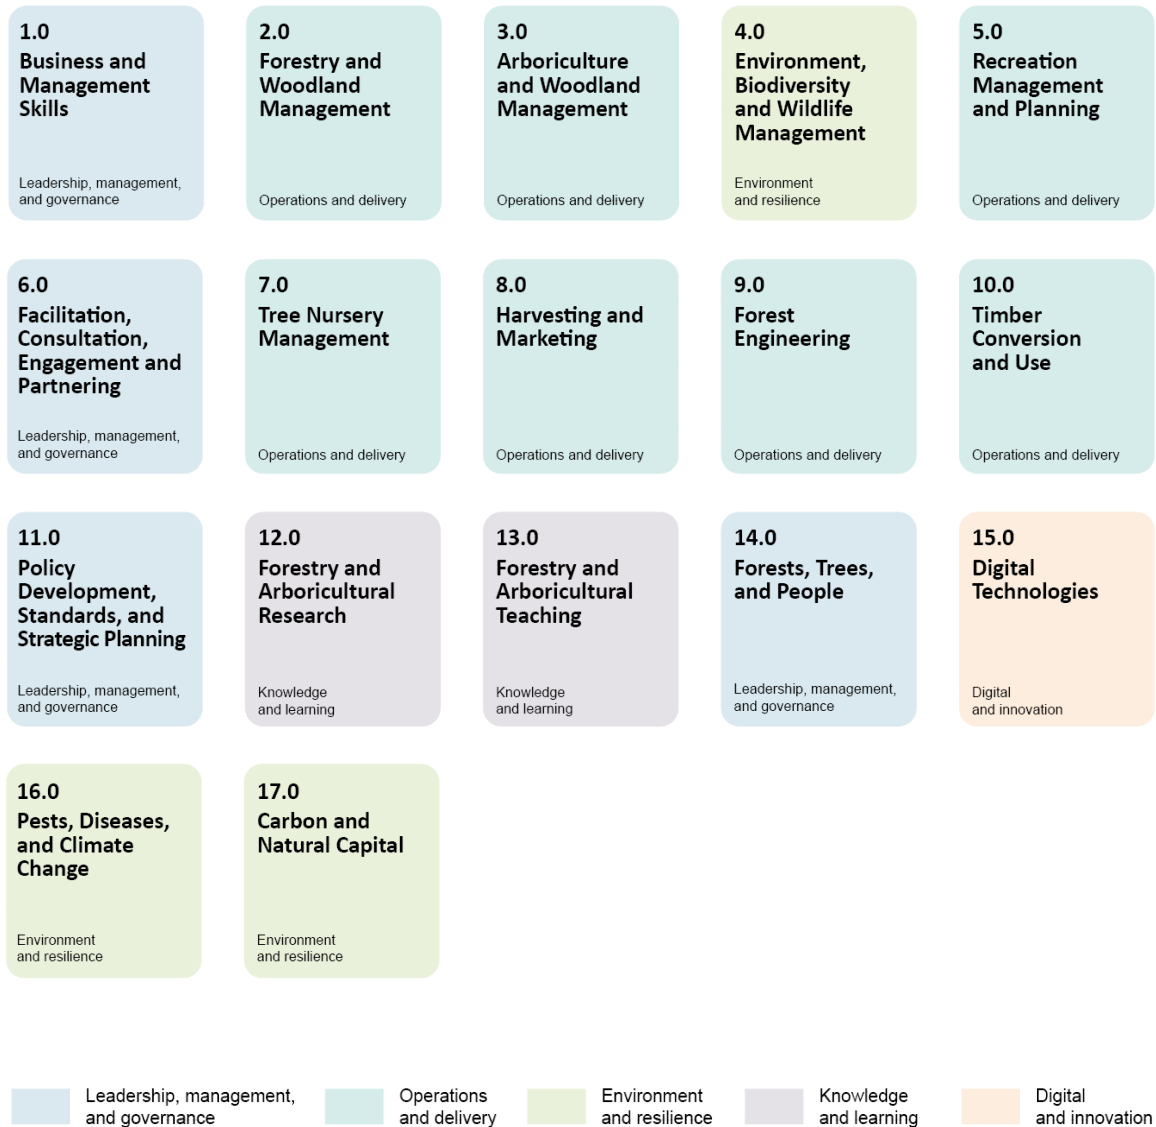 1.0
Business and
Management
Skills
Leadership, management,
and governance
2.0
Forestry and
Woodland
Management
Operations and delivery
3.0
Arboriculture
and Woodland
Management
Operations and delivery
4.0
Environment,
Biodiversity
and Wildlife
Management
Environment
and resilience
5.0
Recreation
Management
and Planning
Operations and delivery
6.0
Facilitation,
Consultation,
Engagement and
Partnering
Leadership, management,
and governance
7.0
Tree Nursery
Management
Operations and delivery
8.0
Harvesting and
Marketing
Operations and delivery
9.0
Forest
Engineering
Operations and delivery
10.0
Timber
Conversion
and Use
Operations and delivery
11.0
Policy
Development,
Standards, and
Strategic Planning
Leadership, management,
and governance
12.0
Forestry and
Arboricultural
Research
Knowledge
and learning
13.0
Forestry and
Arboricultural
Teaching
Knowledge
and learning
14.0
Forests, Trees,
and People
Leadership, management,
and governance
15.0
Digital
Technologies
Digital
and innovation
16.0
Pests, Diseases,
and Climate
Change
Environment
and resilience
17.0
Carbon and
Natural Capital
Environment
and resilience
Leadership, management,
and governance
Operations
and delivery
Environment
and resilience
Knowledge
and learning
Digital
and innovation